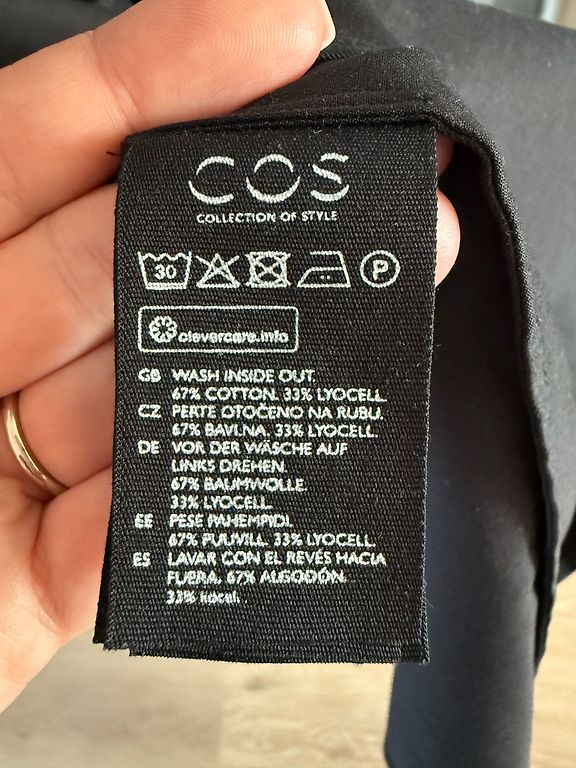 COS
COLLECTION OF STYLE
30
P
clevercare.info
GB WASH INSIDE OUT.
67% COTTON, 33% LYOCELL.
CZ PERTE OTOČENO NA RUBU.
67% BAVLNA, 33% LYOCELL.
DE VOR DER WÄSCHE AUF
LINKS DREHEN.
67% BAUMWOLLE,
33% LYOCELL.
EE PESE PAHEMPIDI.
67% PUUVILL, 33% LYOCELL.
ES LAVAR CON EL REVÉS HACIA
FUERA. 67% ALGODÓN,
33% liocel.